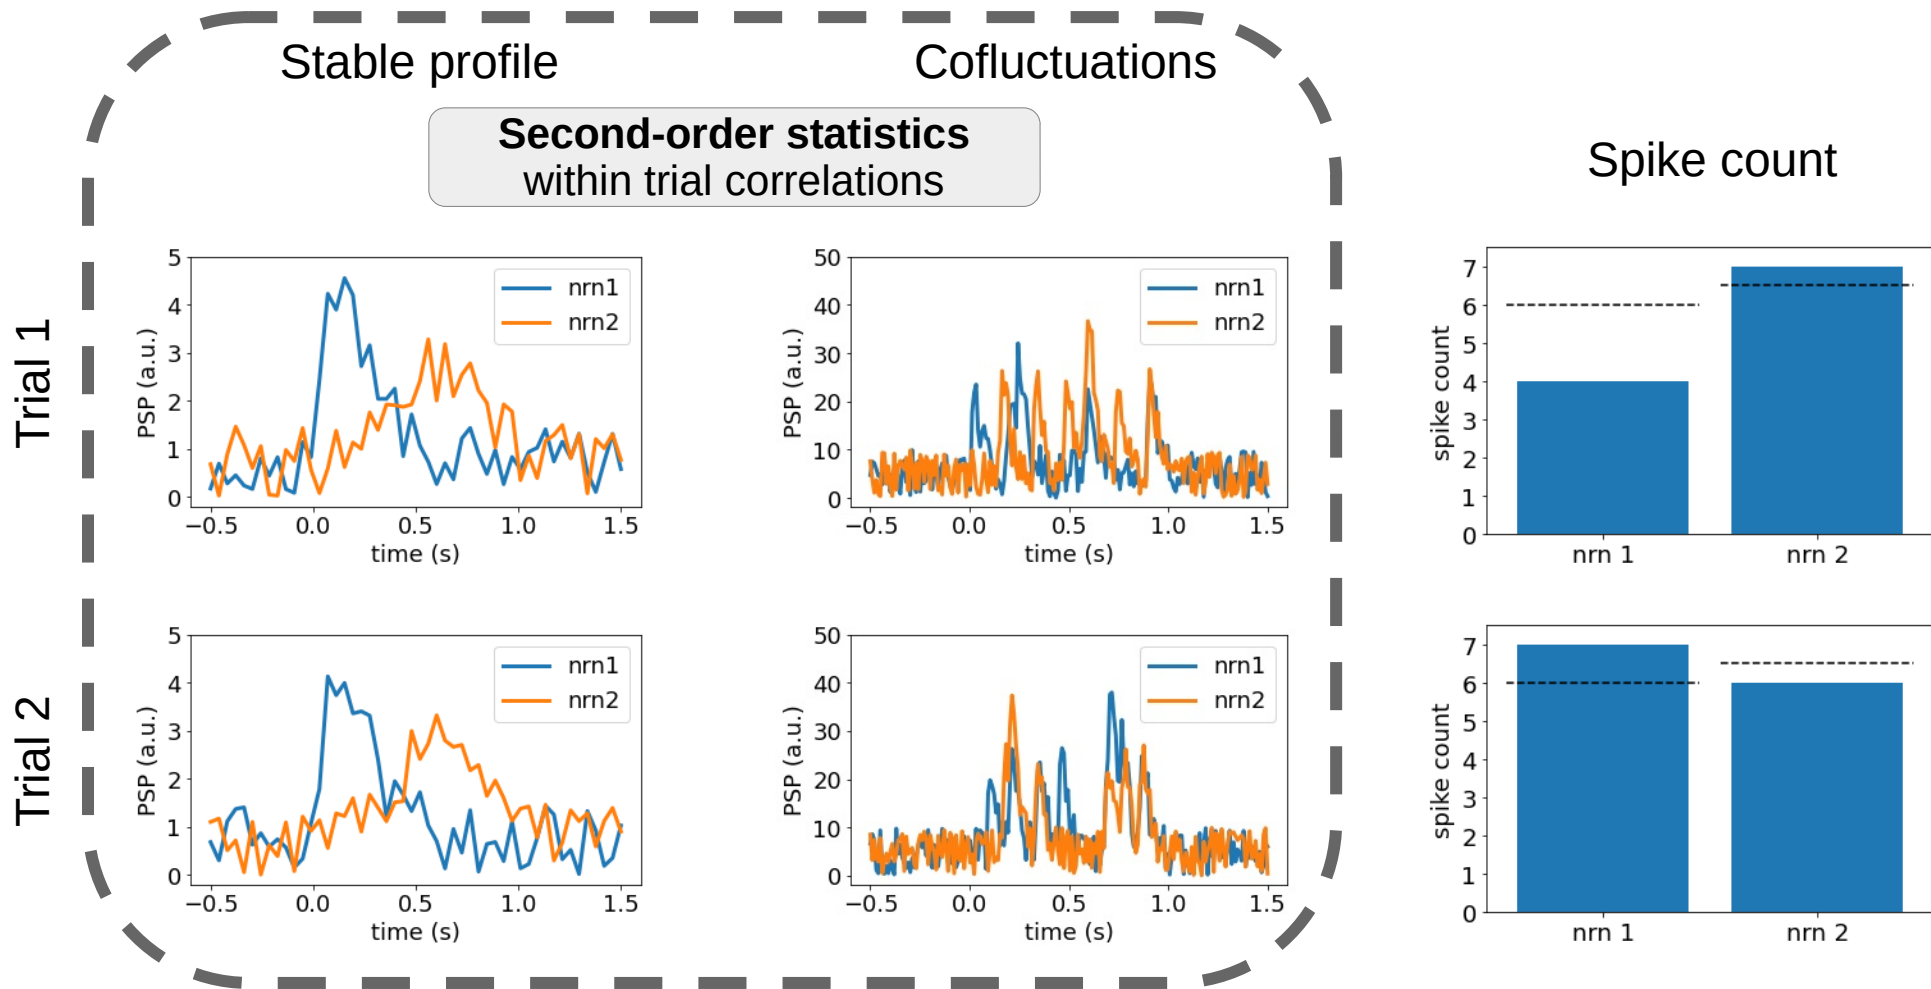 Stable profile
Cofluctuations
Second-order statistics
within trial correlations
Spike count
Trial 1
PSP (a.u.)
5
4
3
2
1
0
nrn1
nrn2
−0.5 0.0 0.5 1.0 1.5
time (s)
PSP (a.u.)
50
40
30
20
10
0
nrn1
nrn2
−0.5 0.0 0.5 1.0 1.5
time (s)
spike count
7
6
5
4
3
2
1
0
nrn 1 nrn 2
Trial 2
PSP (a.u.)
5
4
3
2
1
0
nrn1
nrn2
−0.5 0.0 0.5 1.0 1.5
time (s)
PSP (a.u.)
50
40
30
20
10
0
nrn1
nrn2
−0.5 0.0 0.5 1.0 1.5
time (s)
spike count
7
6
5
4
3
2
1
0
nrn 1 nrn 2